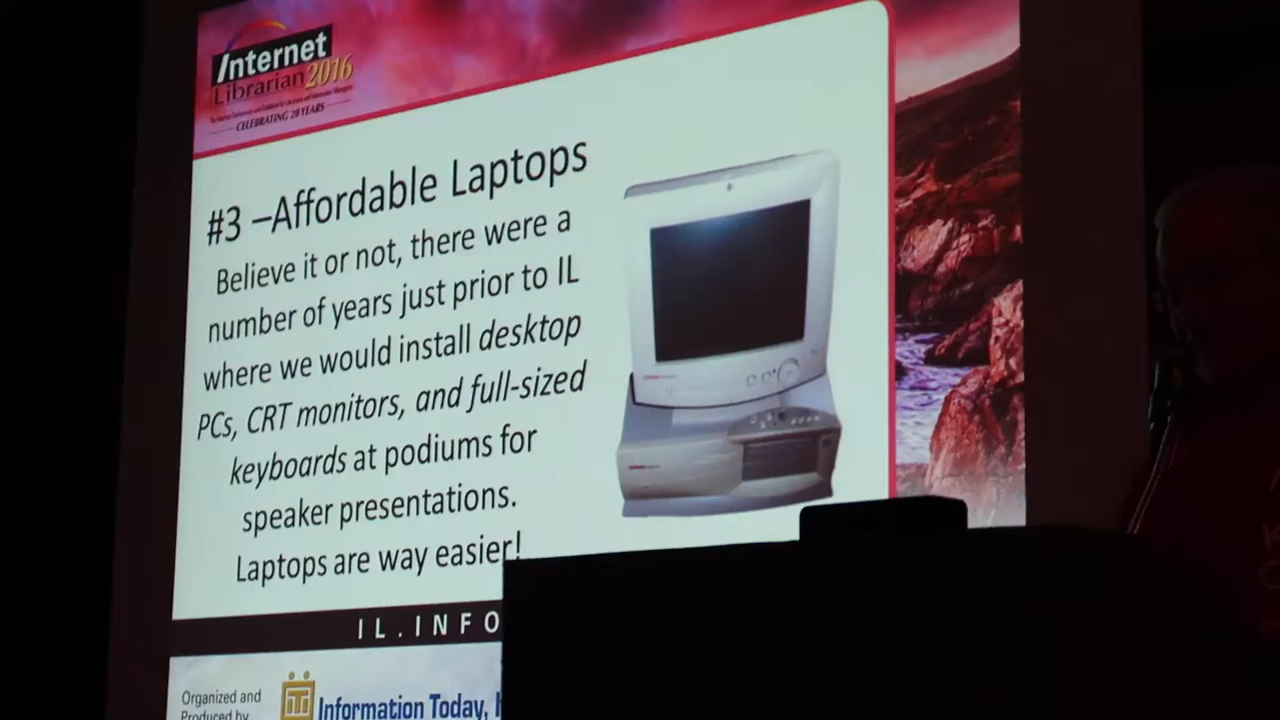 Internet
Librarian 2016
CELEBRATING 20 YEARS
#3 –Affordable Laptops
Believe it or not, there were a
number of years just prior to IL
where we would install desktop
PCs, CRT monitors, and full-sized
keyboards at podiums for
speaker presentations.
Laptops are way easier!
IL.INFO
Organized and
Produced by
iTi Information Today,